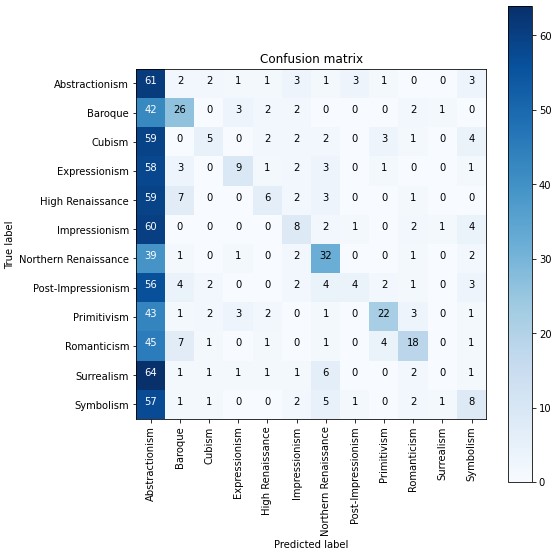 Confusion matrix
True label
Abstractionism 61 2 2 1 1 3 1 3 1 0 0 3
Baroque 42 26 0 3 2 2 0 0 0 2 1 0
Cubism 59 0 5 0 2 2 2 0 3 1 0 4
Expressionism 58 3 0 9 1 2 3 0 1 0 0 1
High Renaissance 59 7 0 0 6 2 3 0 0 1 0 0
Impressionism 60 0 0 0 0 8 2 1 0 2 1 4
Northern Renaissance 39 1 0 1 0 2 32 0 0 1 0 2
Post-Impressionism 56 4 2 0 0 2 4 4 2 1 0 3
Primitivism 43 1 2 3 2 0 1 0 22 3 0 1
Romanticism 45 7 1 0 1 0 1 0 4 18 0 1
Surrealism 64 1 1 1 1 1 6 0 0 2 0 1
Symbolism 57 1 1 0 0 2 5 1 0 2 1 8
Abstractionism
Baroque
Cubism
Expressionism
High Renaissance
Impressionism
Northern Renaissance
Post-Impressionism
Primitivism
Romanticism
Surrealism
Symbolism
Predicted label
60
50
40
30
20
10
0